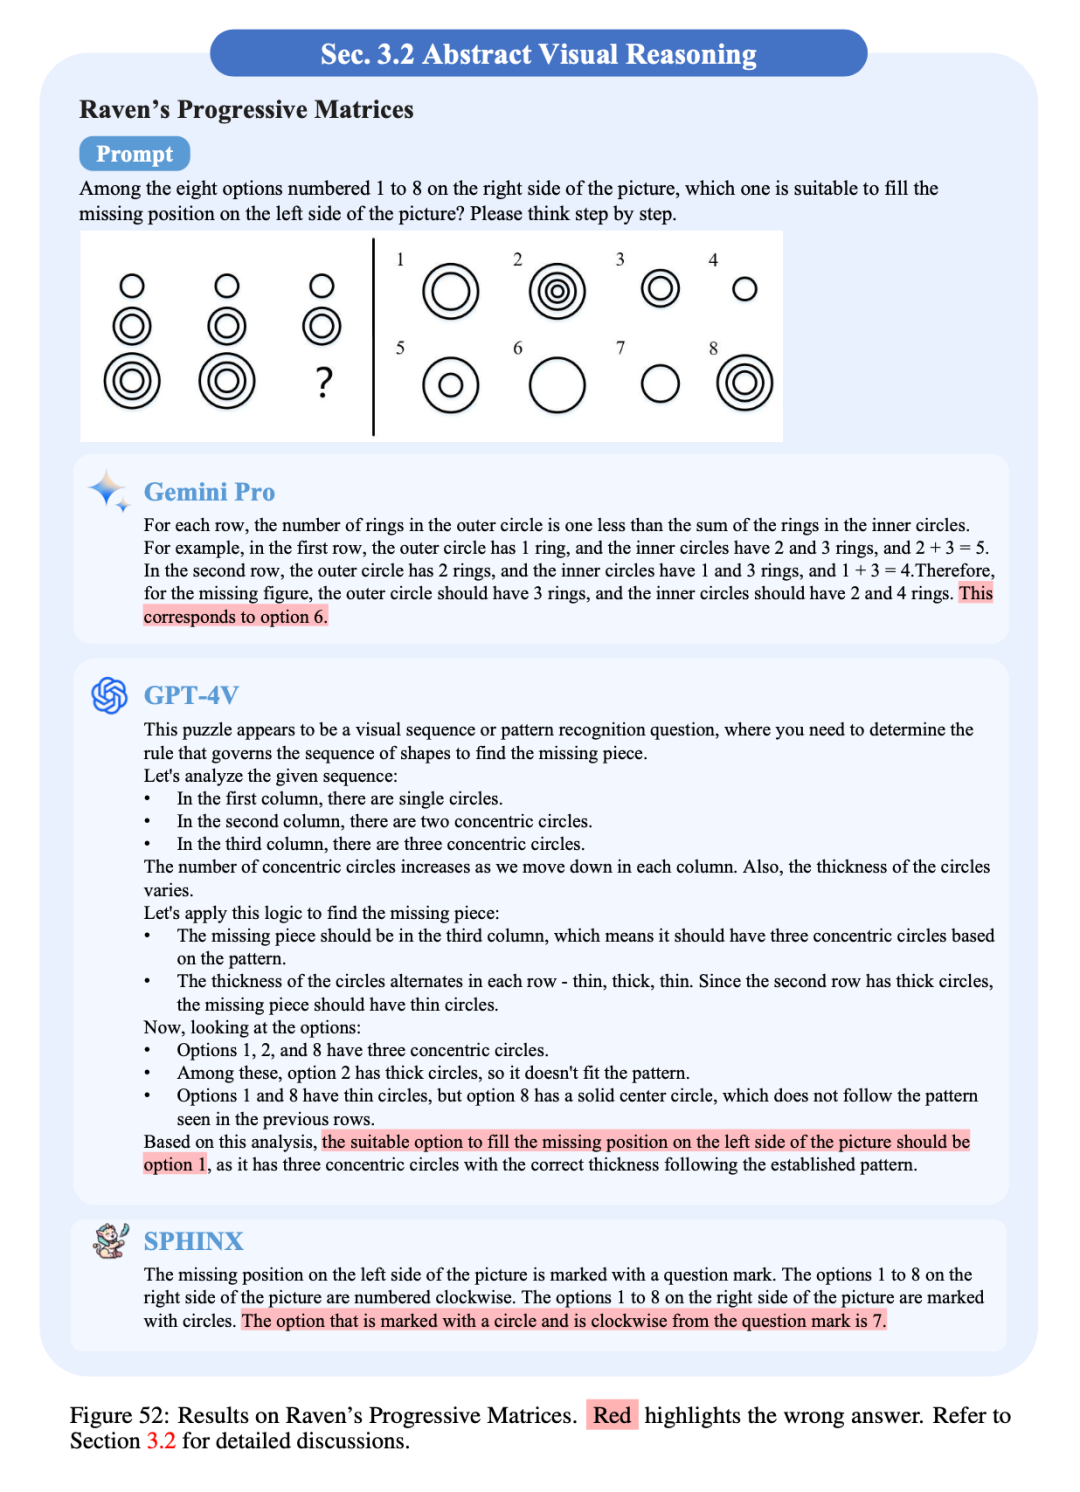 Sec. 3.2 Abstract Visual Reasoning
Raven's Progressive Matrices
Prompt
Among the eight options numbered 1 to 8 on the right side of the picture, which one is suitable to fill the
missing position on the left side of the picture? Please think step by step.
1 2 3 4
5 6 7 8
?
Gemini Pro
For each row, the number of rings in the outer circle is one less than the sum of the rings in the inner circles.
For example, in the first row, the outer circle has 1 ring, and the inner circles have 2 and 3 rings, and 2 + 3 = 5.
In the second row, the outer circle has 2 rings, and the inner circles have 1 and 3 rings, and 1 + 3 = 4.Therefore,
for the missing figure, the outer circle should have 3 rings, and the inner circles should have 2 and 4 rings. This
corresponds to option 6.
GPT-4V
This puzzle appears to be a visual sequence or pattern recognition question, where you need to determine the
rule that governs the sequence of shapes to find the missing piece.
Let's analyze the given sequence:
• In the first column, there are single circles.
• In the second column, there are two concentric circles.
• In the third column, there are three concentric circles.
The number of concentric circles increases as we move down in each column. Also, the thickness of the circles
varies.
Let's apply this logic to find the missing piece:
• The missing piece should be in the third column, which means it should have three concentric circles based
on the pattern.
• The thickness of the circles alternates in each row - thin, thick, thin. Since the second row has thick circles,
the missing piece should have thin circles.
Now, looking at the options:
• Options 1, 2, and 8 have three concentric circles.
• Among these, option 2 has thick circles, so it doesn't fit the pattern.
• Options 1 and 8 have thin circles, but option 8 has a solid center circle, which does not follow the pattern
seen in the previous rows.
Based on this analysis, the suitable option to fill the missing position on the left side of the picture should be
option 1, as it has three concentric circles with the correct thickness following the established pattern.
SPHINX
The missing position on the left side of the picture is marked with a question mark. The options 1 to 8 on the
right side of the picture are numbered clockwise. The options 1 to 8 on the right side of the picture are marked
with circles. The option that is marked with a circle and is clockwise from the question mark is 7.
Figure 52: Results on Raven's Progressive Matrices. Red highlights the wrong answer. Refer to
Section 3.2 for detailed discussions.